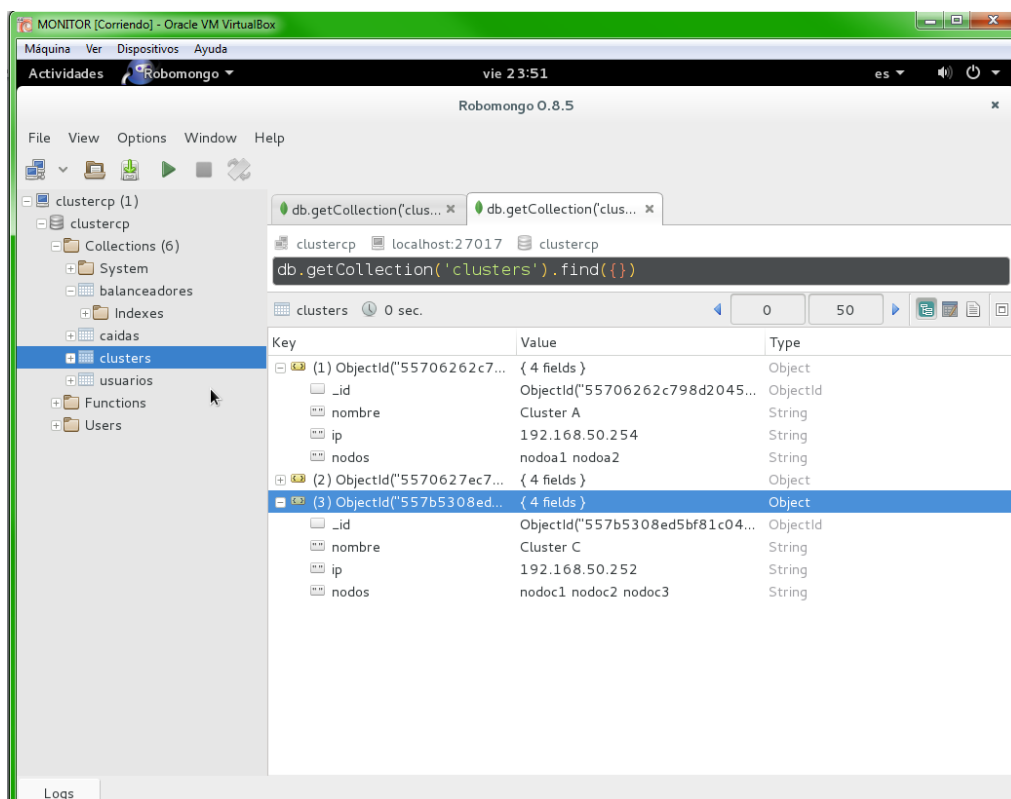 MONITOR [Corriendo] - Oracle VM VirtualBox
Máquina Ver Dispositivos Ayuda
Actividades Robomongo vie 23:51 es
Robomongo 0.8.5
File View Options Window Help
clustercp (1)
clustercp
Collections (6)
System
balanceadores
Indexes
caidas
clusters
usuarios
Functions
Users
db.getCollection('clus... db.getCollection('clus...
clustercp localhost:27017 clustercp
db.getCollection('clusters').find({})
clusters 0 sec. 0 50
Key Value Type
(1) ObjectId("55706262c7... { 4 fields } Object
_id ObjectId("55706262c798d2045... ObjectId
nombre Cluster A String
ip 192.168.50.254 String
nodos nodoa1 nodoa2 String
(2) ObjectId("5570627ec7... { 4 fields } Object
(3) ObjectId("557b5308ed... { 4 fields } Object
_id ObjectId("557b5308ed5bf81c04... ObjectId
nombre Cluster C String
ip 192.168.50.252 String
nodos nodoc1 nodoc2 nodoc3 String
Logs